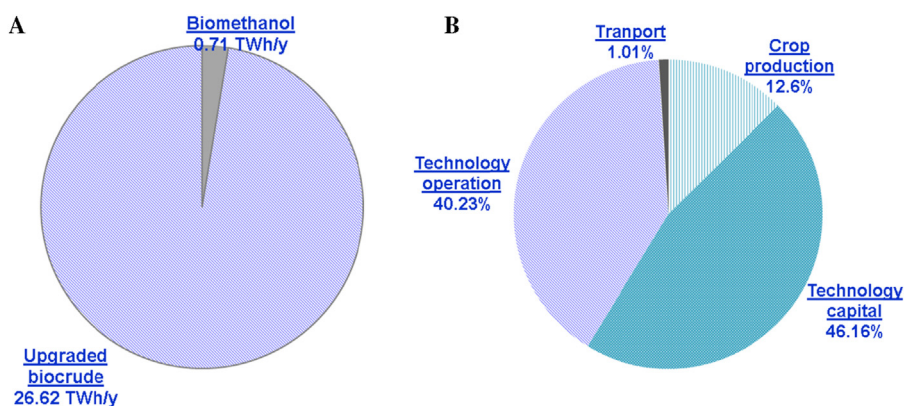 A
Biomethanol
0.71 TWh/y
Upgraded
biocrude
26.62 TWh/y
B
Tranport
1.01%
Crop
production
12.6%
Technology
operation
40.23%
Technology
capital
46.16%